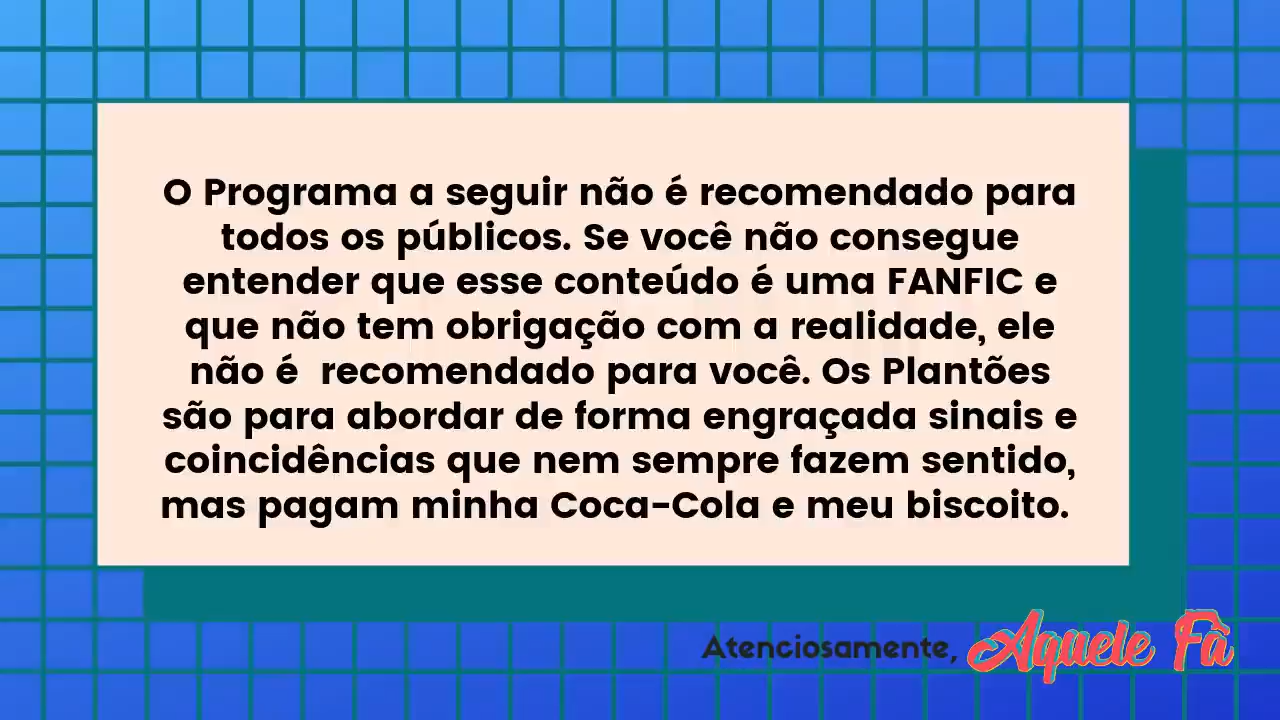 O Programa a seguir não é recomendado para
todos os públicos. Se você não consegue
entender que esse conteúdo é uma FANFIC e
que não tem obrigação com a realidade, ele
não é  recomendado para você. Os Plantões
são para abordar de forma engraçada sinais e
coincidências que nem sempre fazem sentido,
mas pagam minha Coca-Cola e meu biscoito.
Atenciosamente, Aquele Fã